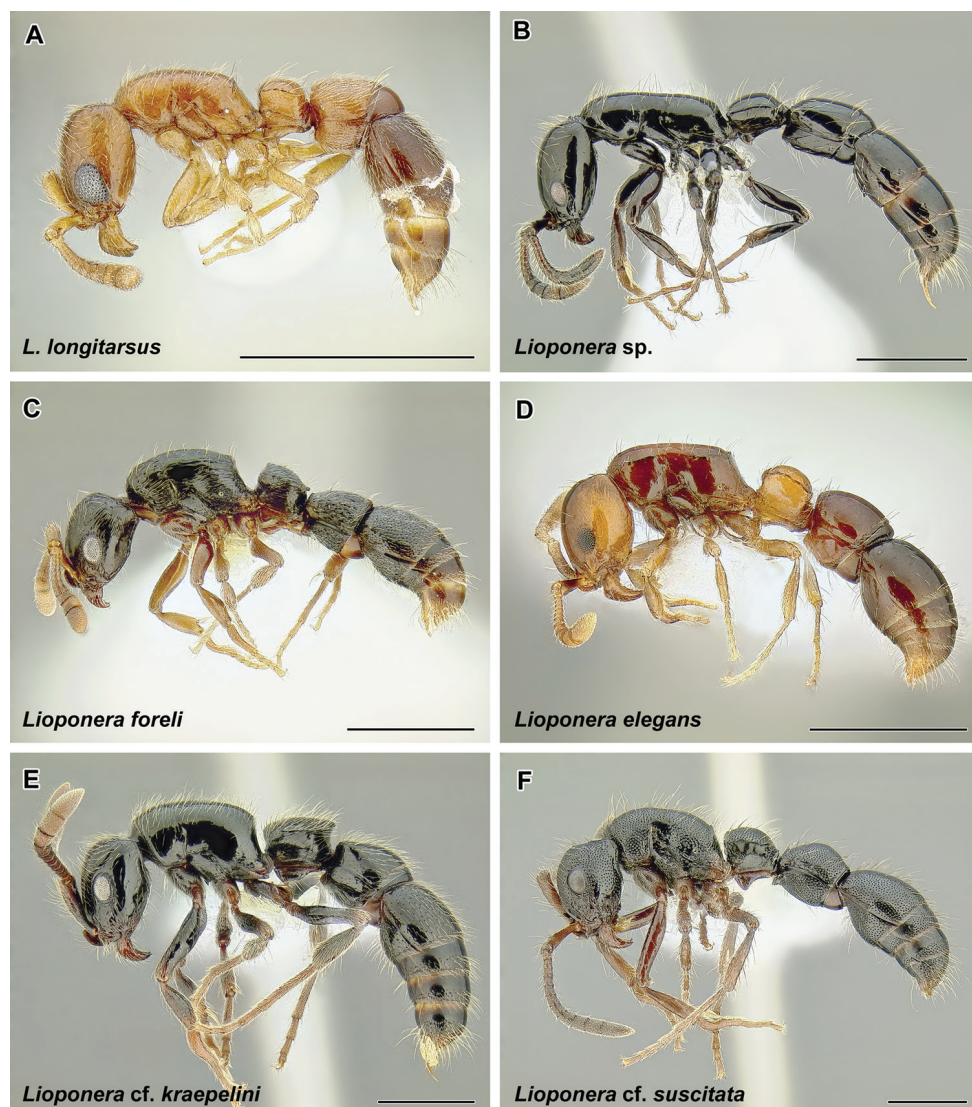 A
L. longitarsus
B
Lioponera sp.
C
Lioponera foreli
D
Lioponera elegans
E
Lioponera cf. kraepelini
F
Lioponera cf. suscitata